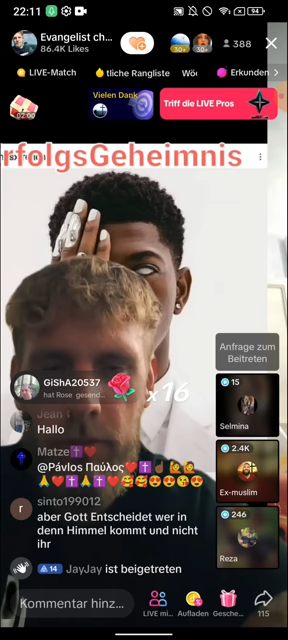 22:11
94
Evangelist ch...
86.4K Likes
30+
30+
388
LIVE-Match
tliche Rangliste
Wöc
Erkunden
02:00
Vielen Dank
Triff die LIVE Pros
rfolgsGeheimnis
Anfrage zum
Beitreten
15
Selmina
2.4K
Ex-muslim
246
Reza
GiShA20537
hat Rose gesend...
x16
Jean
Hallo
Matze✝️❤️
@Pávlos Παύλος❤️✝️☝🏽🙋🙋
🙏❤️✝️🙏✝️❤️🥰🥰😍😘😍
r
sinto199012
aber Gott Entscheidet wer in
denn Himmel kommt und nicht
ihr
14
JayJay ist beigetreten
Kommentar hinz...
LIVE mi...
Aufladen
Gesche...
115